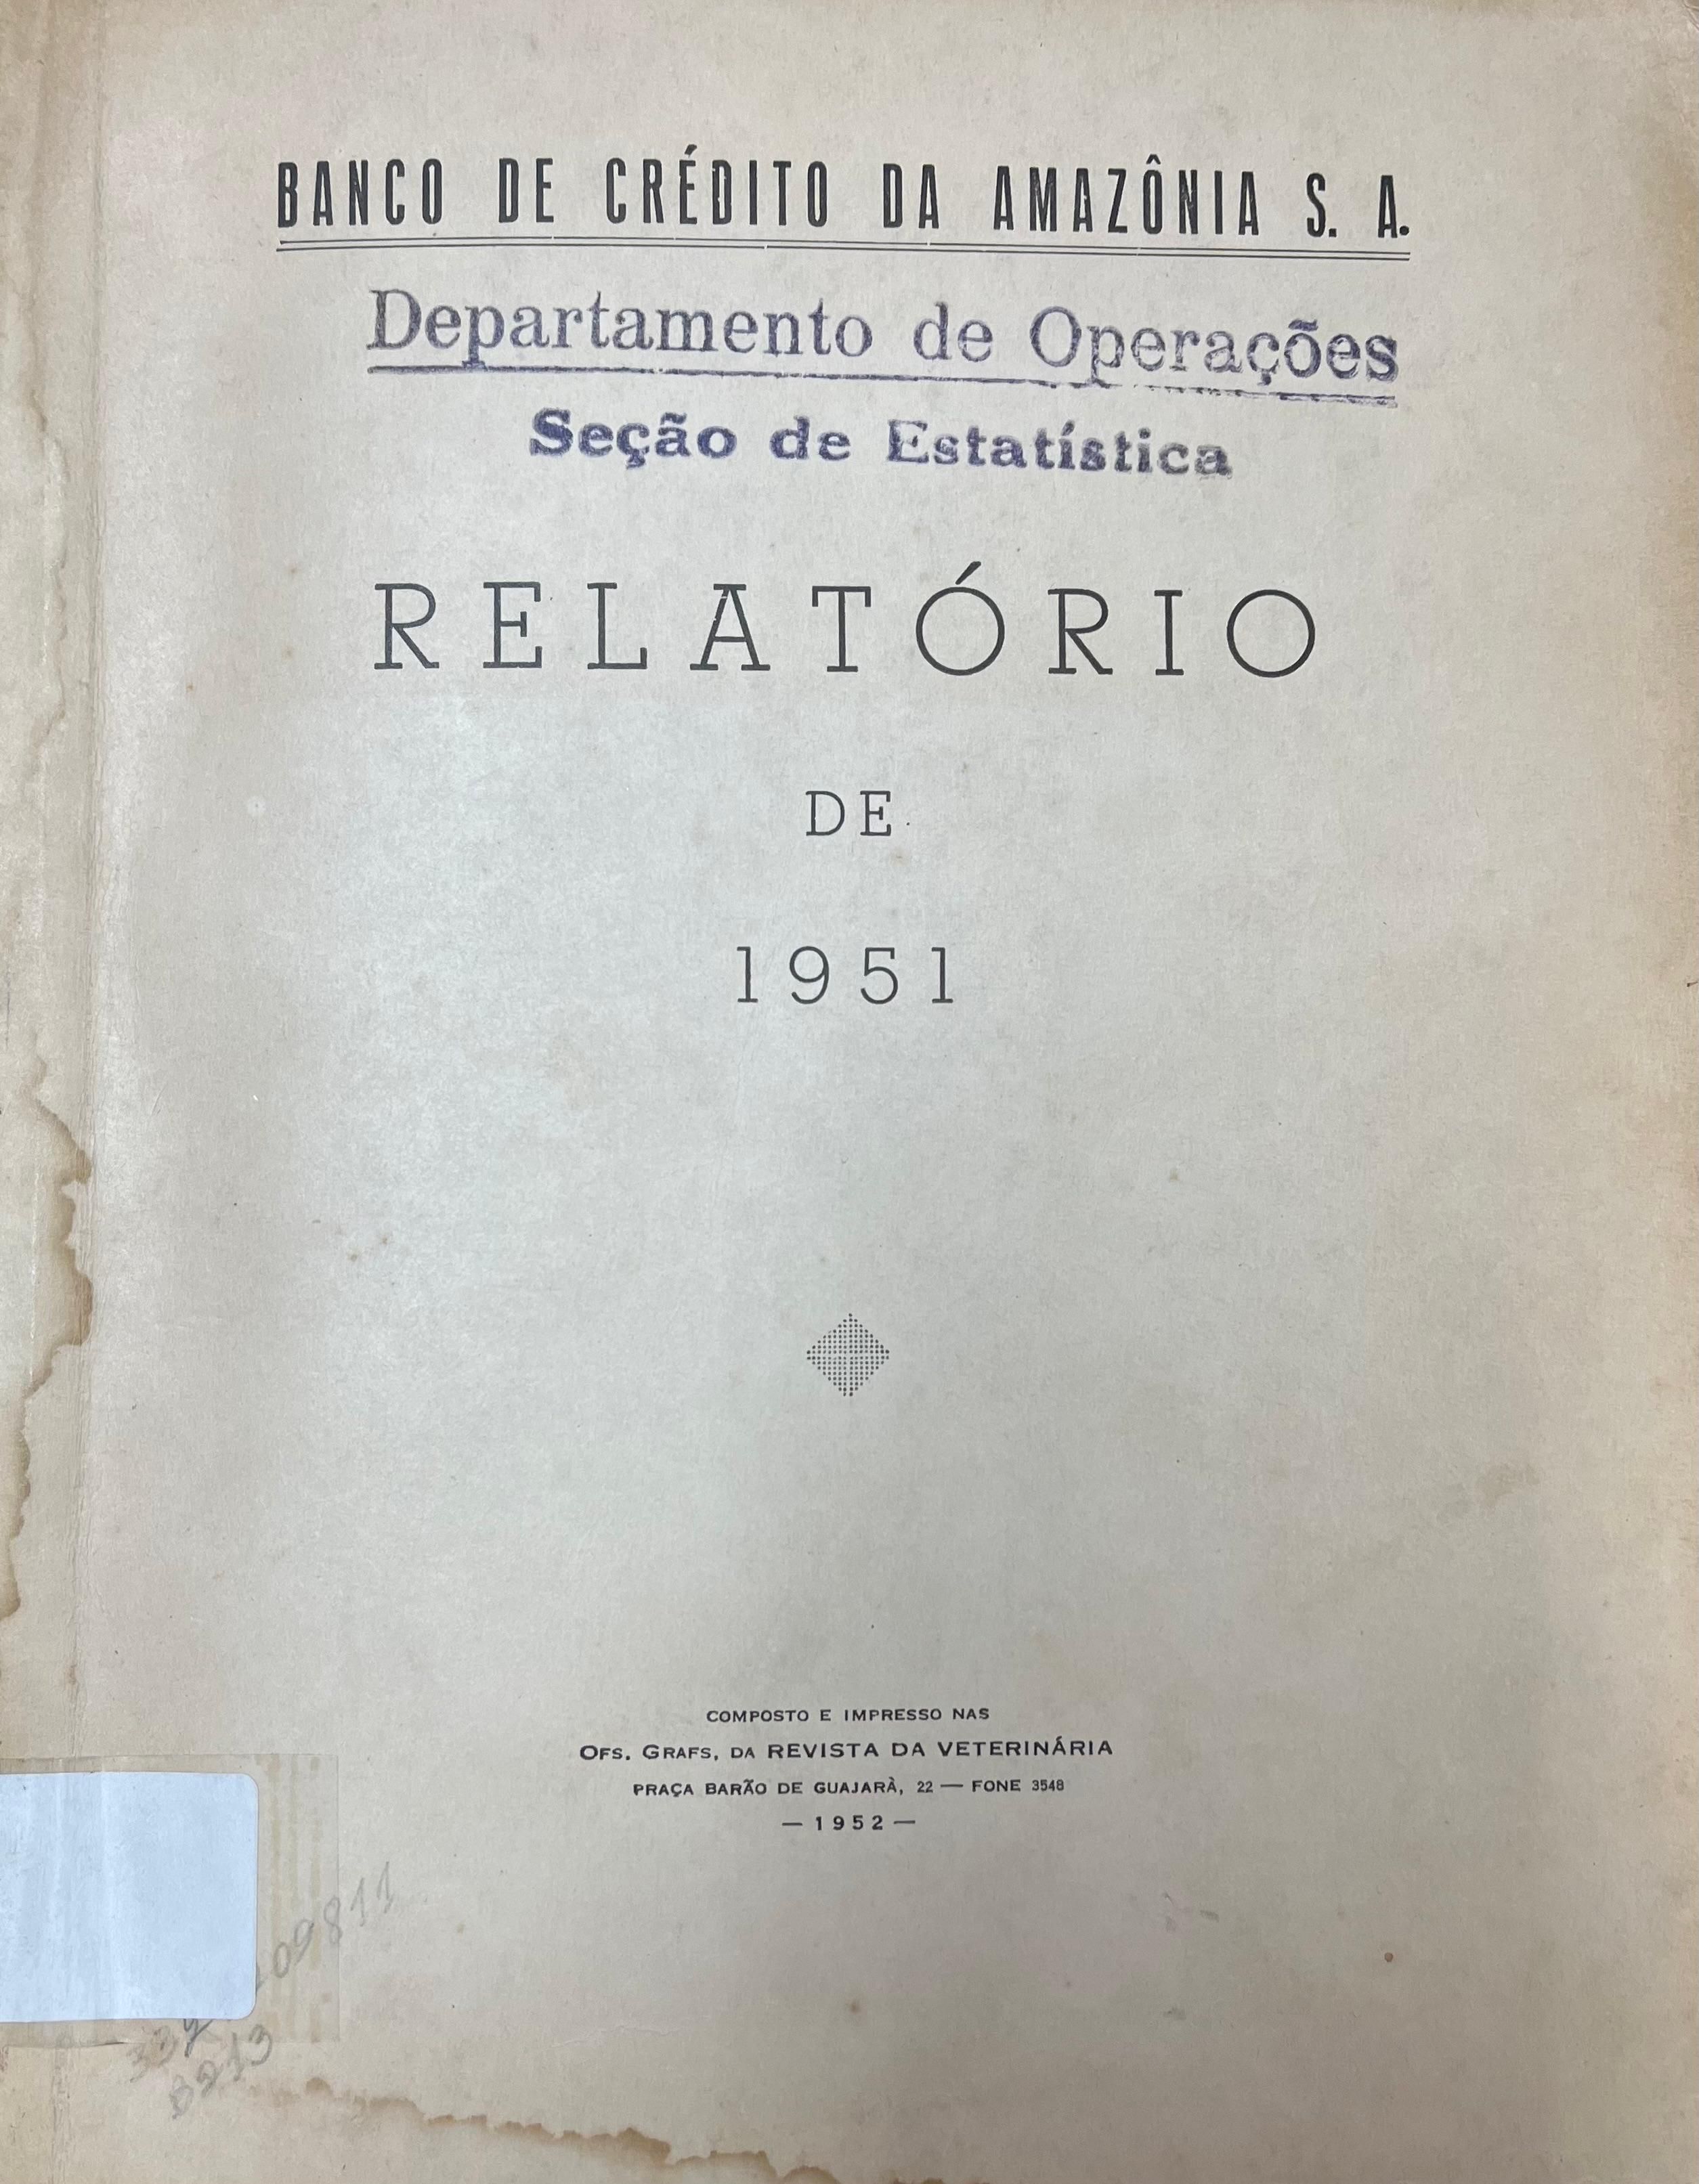 BANCO DE CRÉDITO DA AMAZÔNIA S. A.
Departamento de Operações
Seção de Estatística
RELATÓRIO
DE
1951
COMPOSTO E IMPRESSO NAS
OFS. GRAFS, DA REVISTA DA VETERINÁRIA
PRAÇA BARÃO DE GUAJARÀ, 22 — FONE 3548
— 1952 —